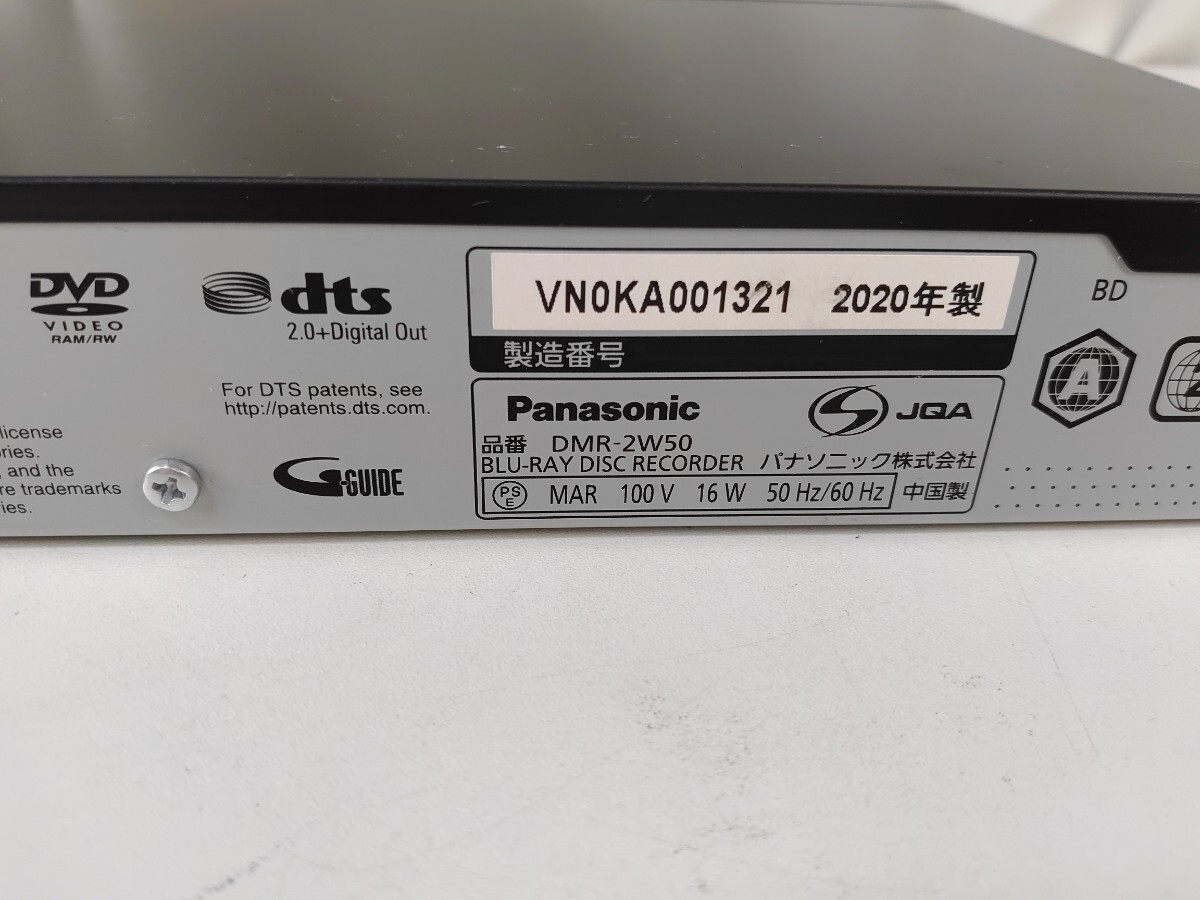 DVD
VIDEO
RAM/RW
dts
2.0+Digital Out
For DTS patents, see
http://patents.dts.com.
license
ries.
, and the
re trademarks
ries.
G-GUIDE
VN0KA001321 2020年製
製造番号
Panasonic
JQA
品番 DMR-2W50
BLU-RAY DISC RECORDER パナソニック株式会社
PS
E
MAR 100 V 16 W 50 Hz/60 Hz 中国製
BD
A
2